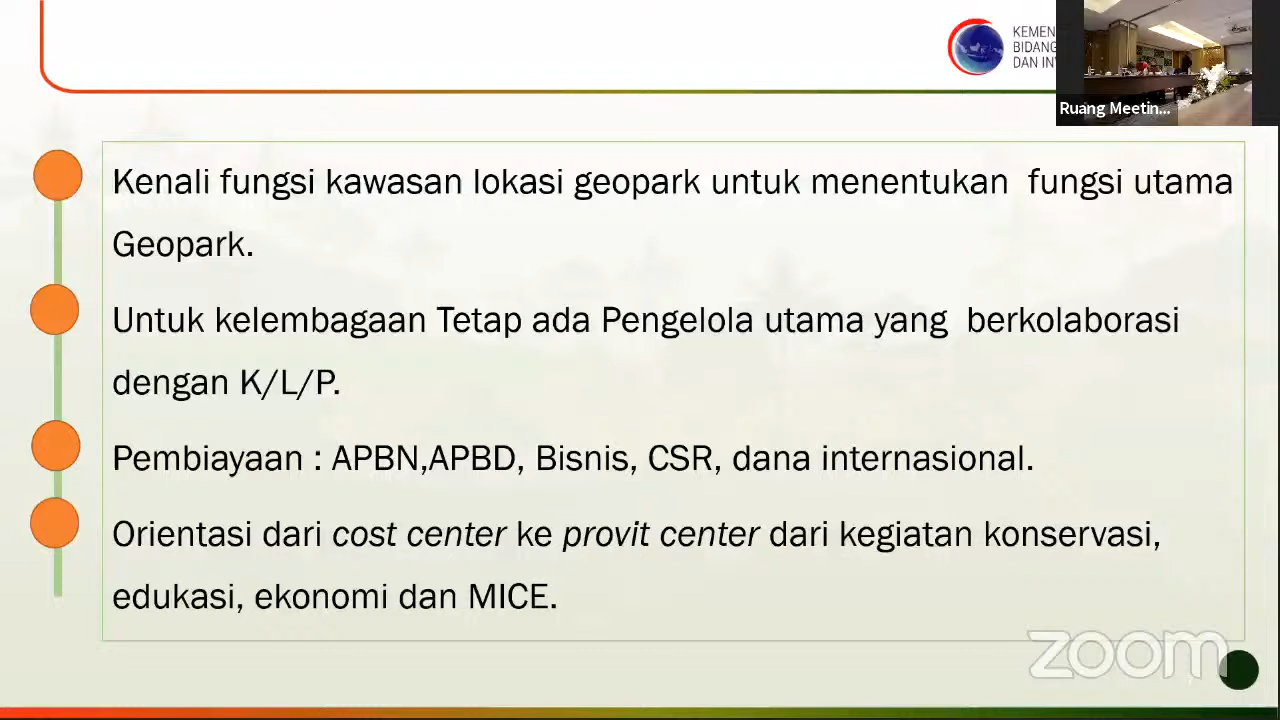 KEMEN
BIDANG
DAN IN
Ruang Meetin...
Kenali fungsi kawasan lokasi geopark untuk menentukan fungsi utama
Geopark.
Untuk kelembagaan Tetap ada Pengelola utama yang berkolaborasi
dengan K/L/P.
Pembiayaan : APBN,APBD, Bisnis, CSR, dana internasional.
Orientasi dari cost center ke provit center dari kegiatan konservasi,
edukasi, ekonomi dan MICE.
zoom